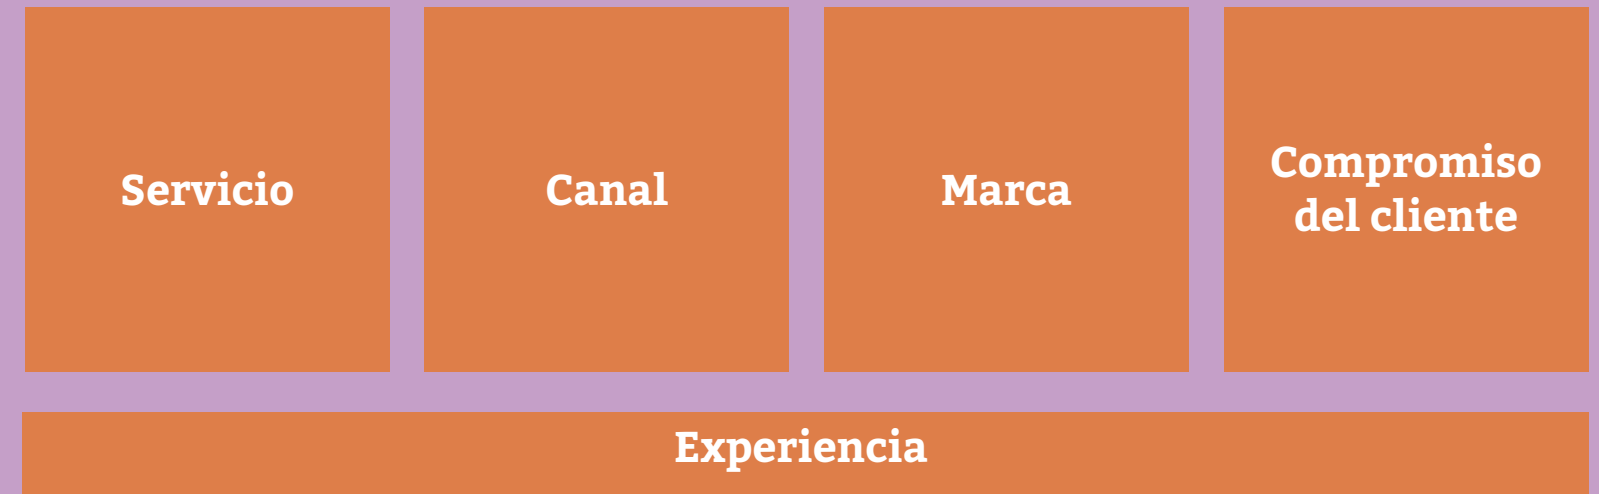 Servicio
Canal
Marca
Compromiso
del cliente
Experiencia